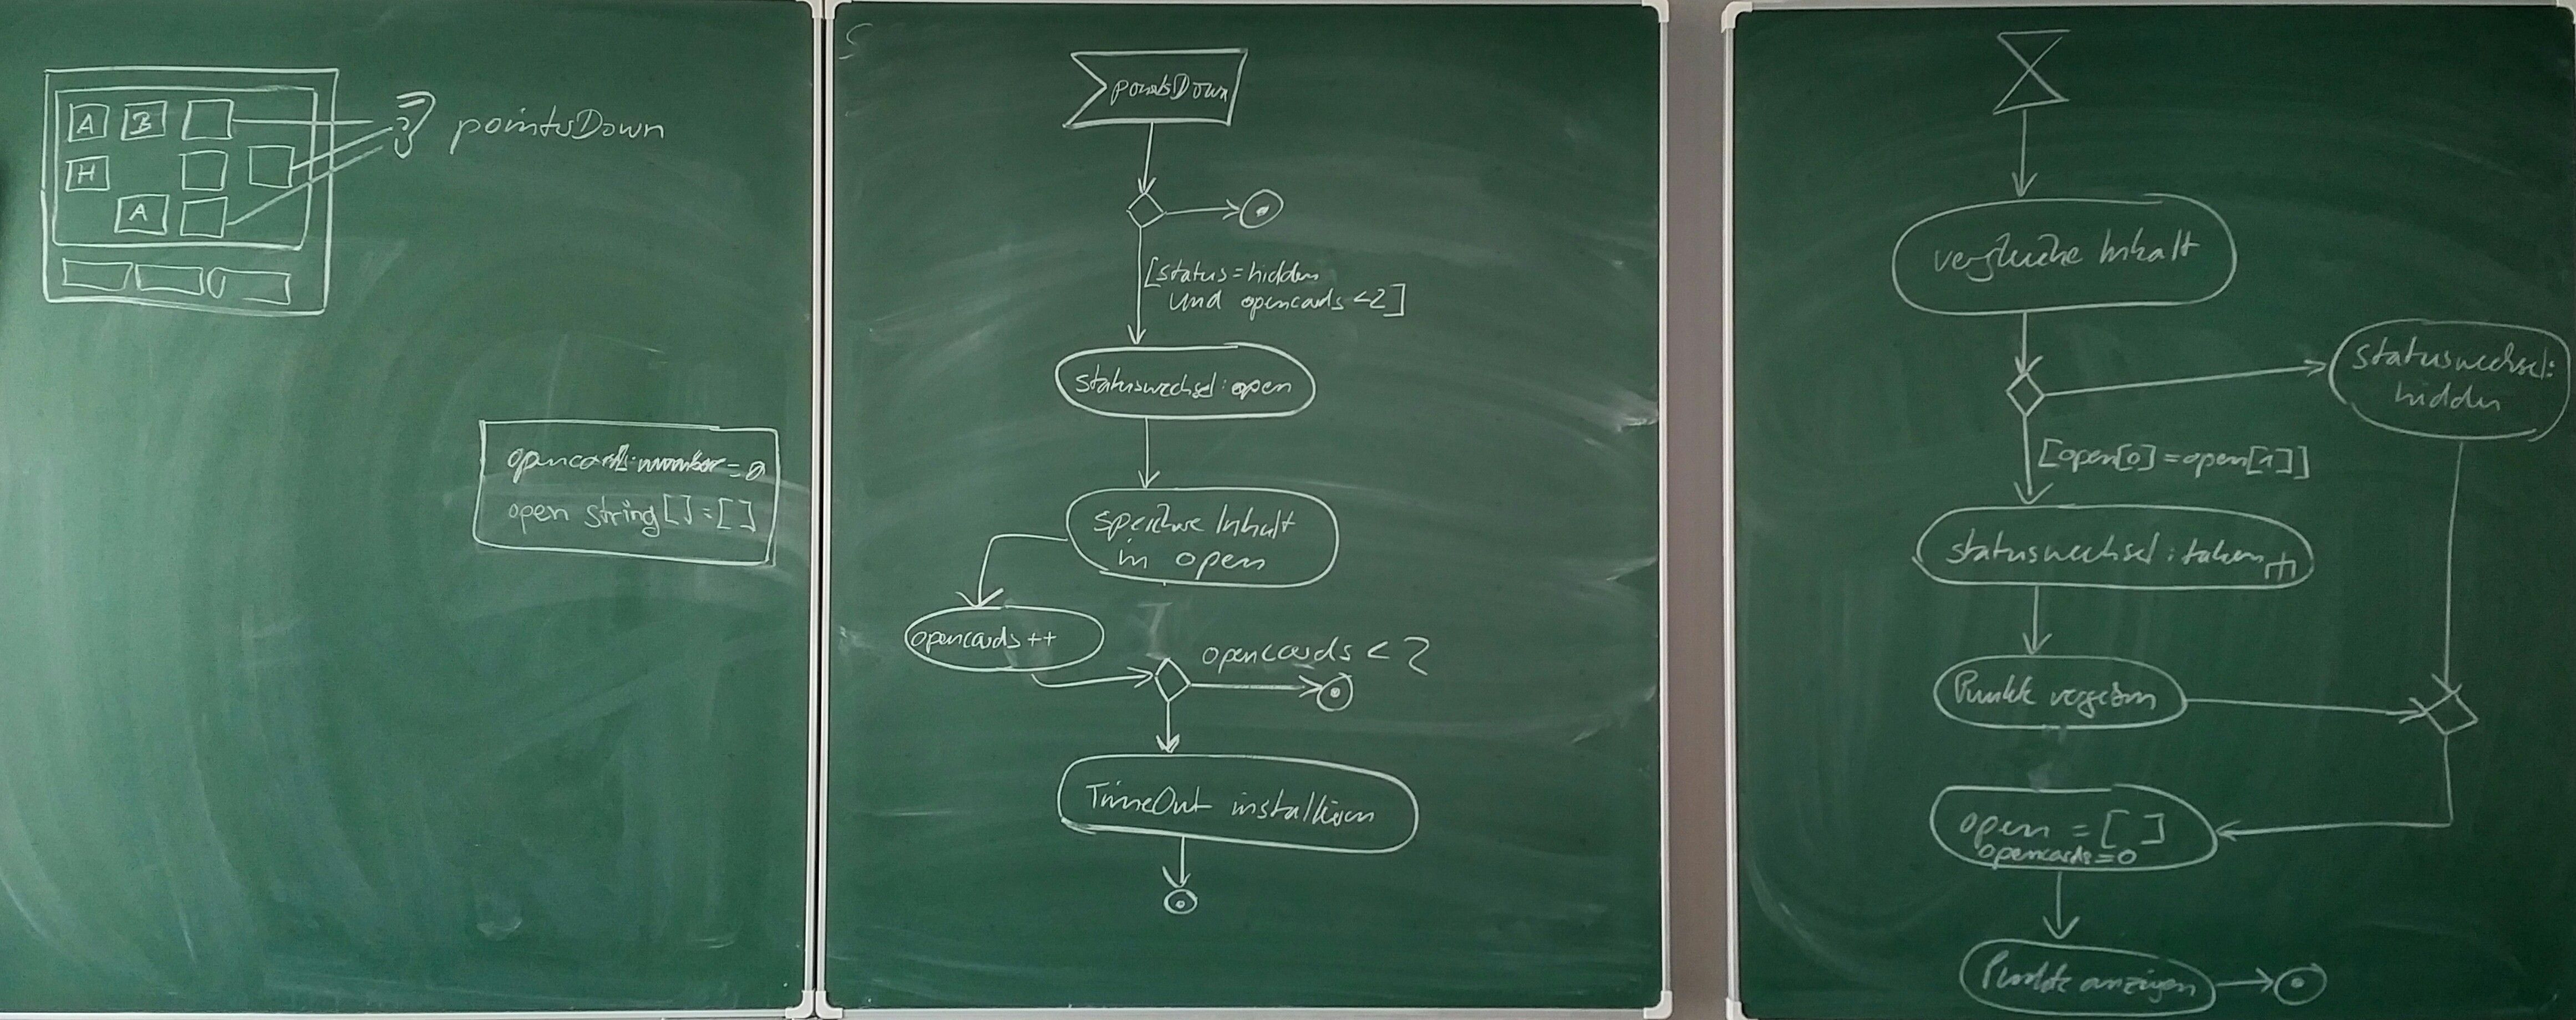 A B
H
A
pointerDown
opencards: number = 0
open string[] = [ ]
pointsDown
[status = hidden
und opencards < 2]
statuswechsel: open
speichere Inhalt
in open
opencards ++
opencards < 2
TimeOut installieren
vergleiche Inhalt
statuswechsel:
hidden
[open[0] = open[1]]
statuswechsel: taken
Punkte vergeben
open = [ ]
opencards = 0
Punkte anzeigen